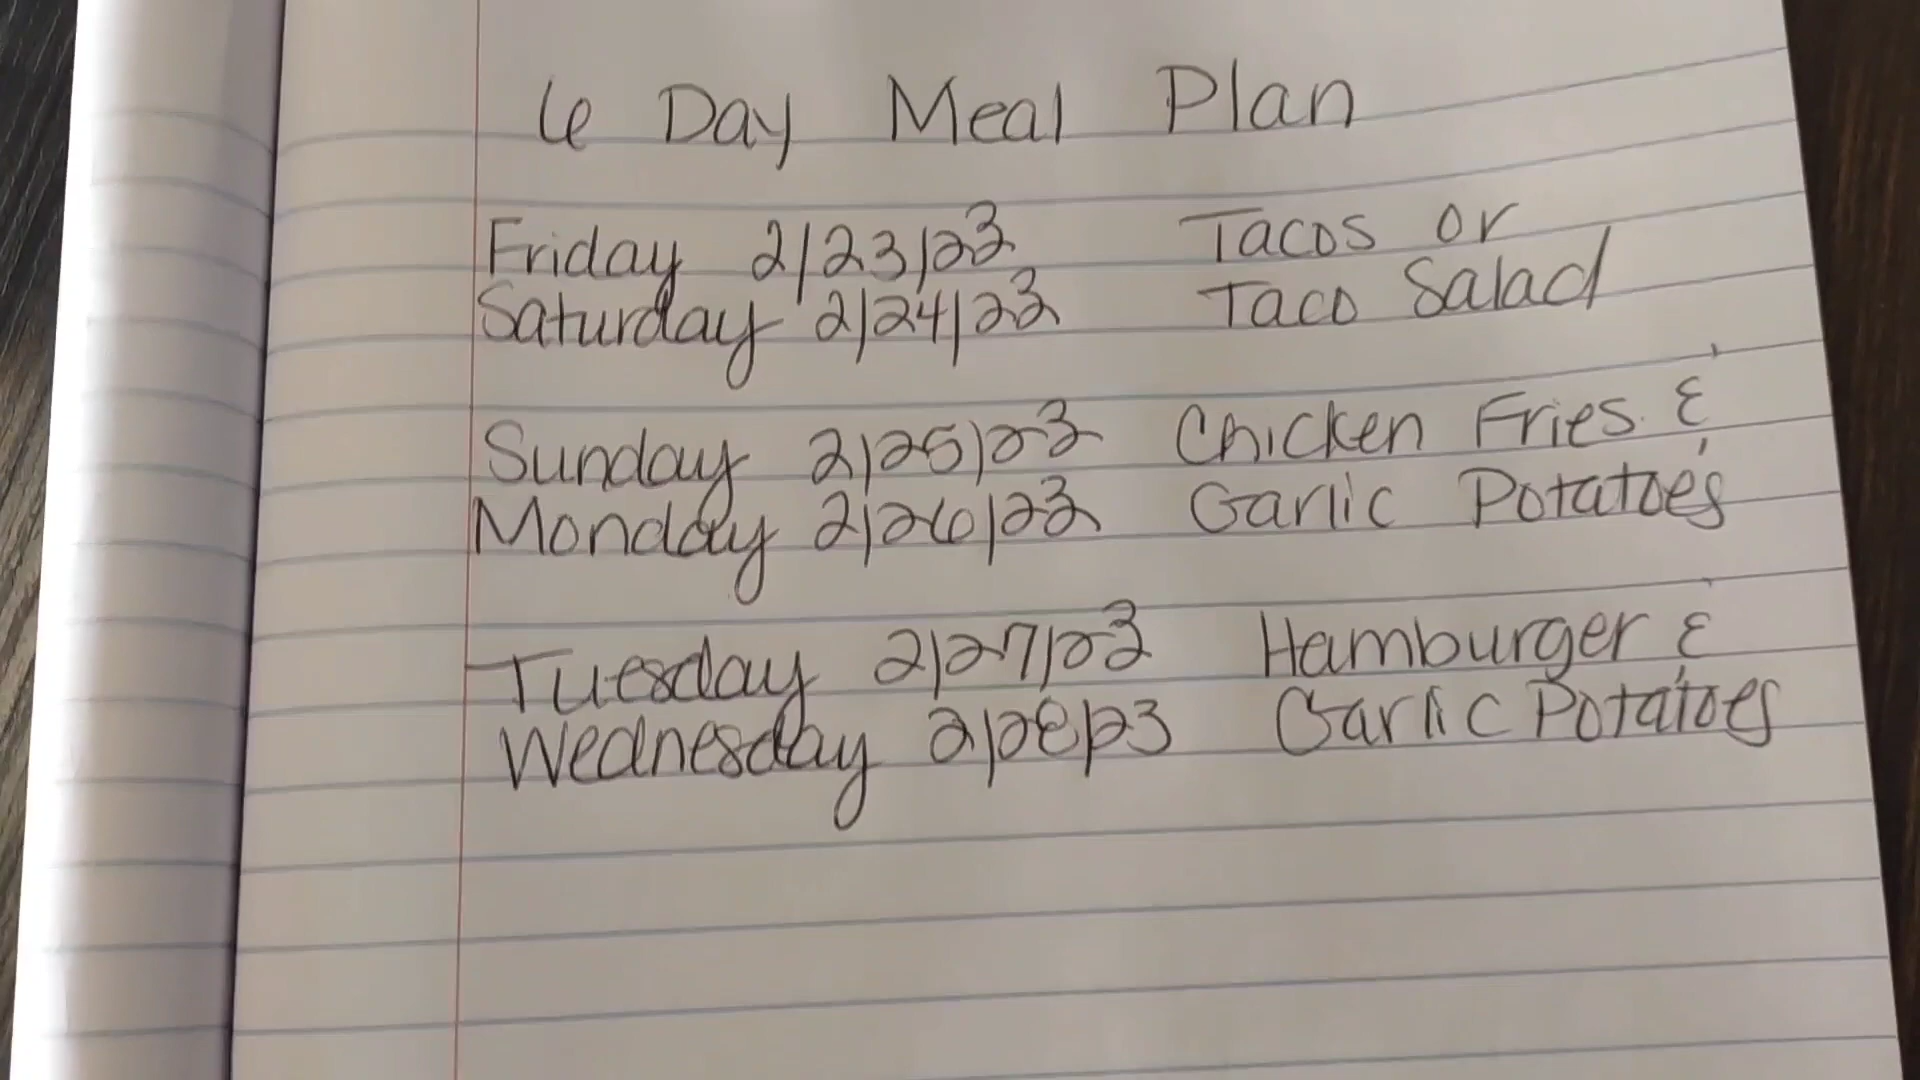 6 Day Meal Plan
Friday 2/23/23 Tacos or
Saturday 2/24/23 Taco Salad
Sunday 2/25/23 Chicken Fries &
Monday 2/26/23 Garlic Potatoes
Tuesday 2/27/23 Hamburger &
Wednesday 2/28/23 Garlic Potatoes